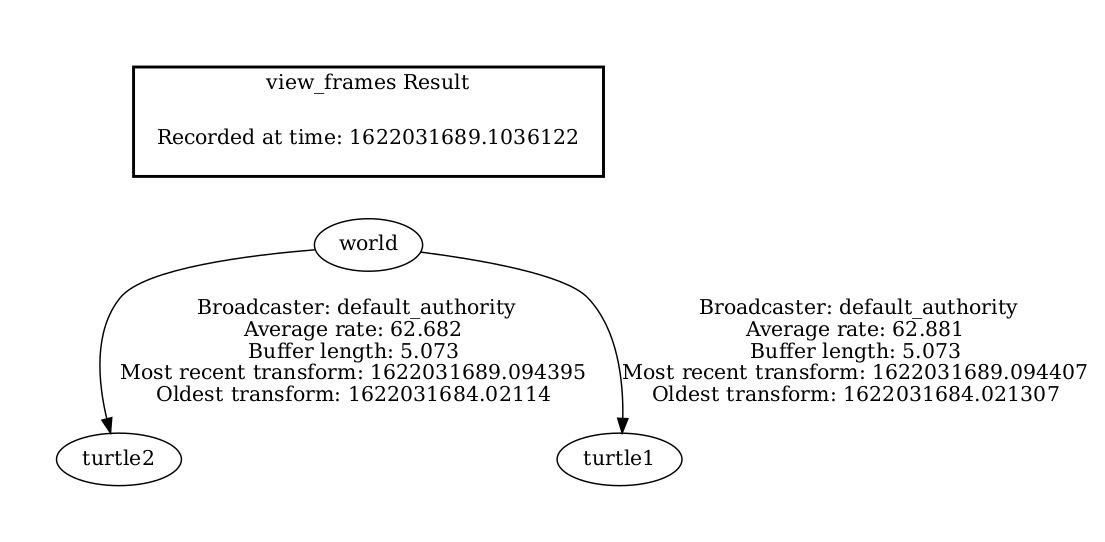 view_frames Result
Recorded at time: 1622031689.1036122
world
Broadcaster: default_authority
Average rate: 62.682
Buffer length: 5.073
Most recent transform: 1622031689.094395
Oldest transform: 1622031684.02114
Broadcaster: default_authority
Average rate: 62.881
Buffer length: 5.073
Most recent transform: 1622031689.094407
Oldest transform: 1622031684.021307
turtle2
turtle1